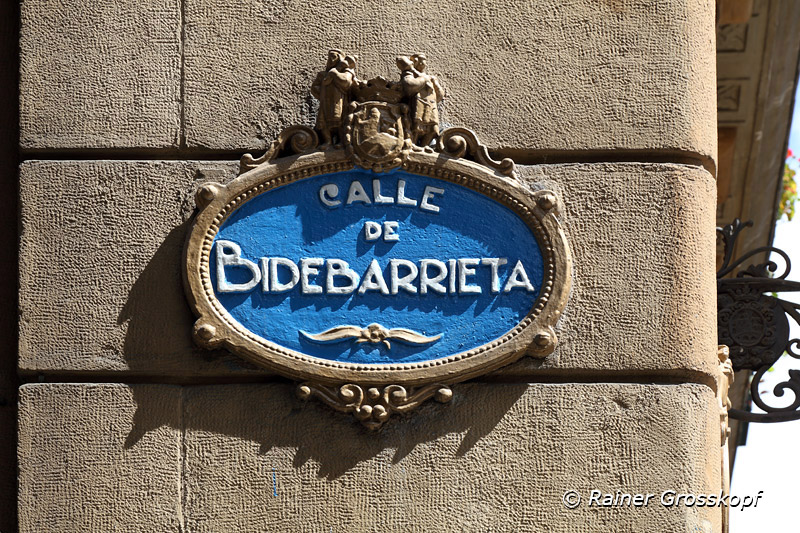 CALLE
DE
BIDEBARRIETA
© Rainer Grosskopf